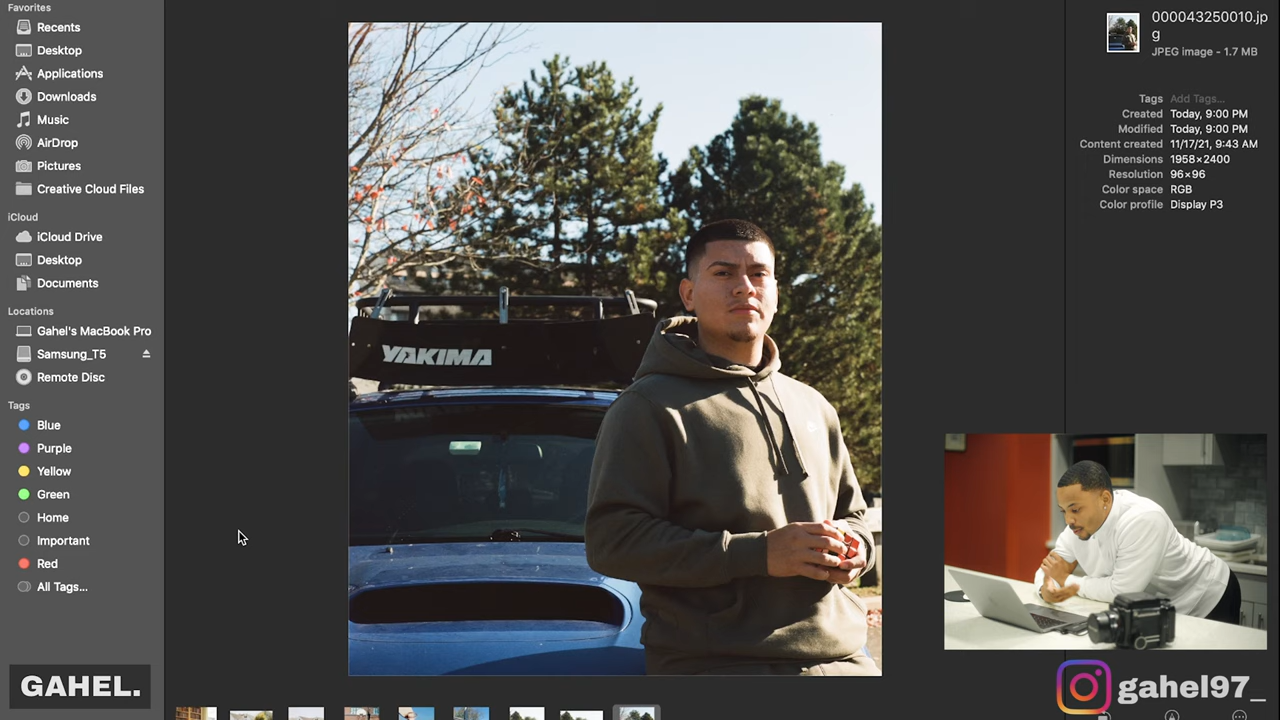 Favorites
Recents
Desktop
Applications
Downloads
Music
AirDrop
Pictures
Creative Cloud Files
iCloud
iCloud Drive
Desktop
Documents
Locations
Gahel's MacBook Pro
Samsung_T5
Remote Disc
Tags
Blue
Purple
Yellow
Green
Home
Important
Red
All Tags...
GAHEL.
YAKIMA
000043250010.jp
g
JPEG image - 1.7 MB
Tags Add Tags...
Created Today, 9:00 PM
Modified Today, 9:00 PM
Content created 11/17/21, 9:43 AM
Dimensions 1958×2400
Resolution 96×96
Color space RGB
Color profile Display P3
gahel97_